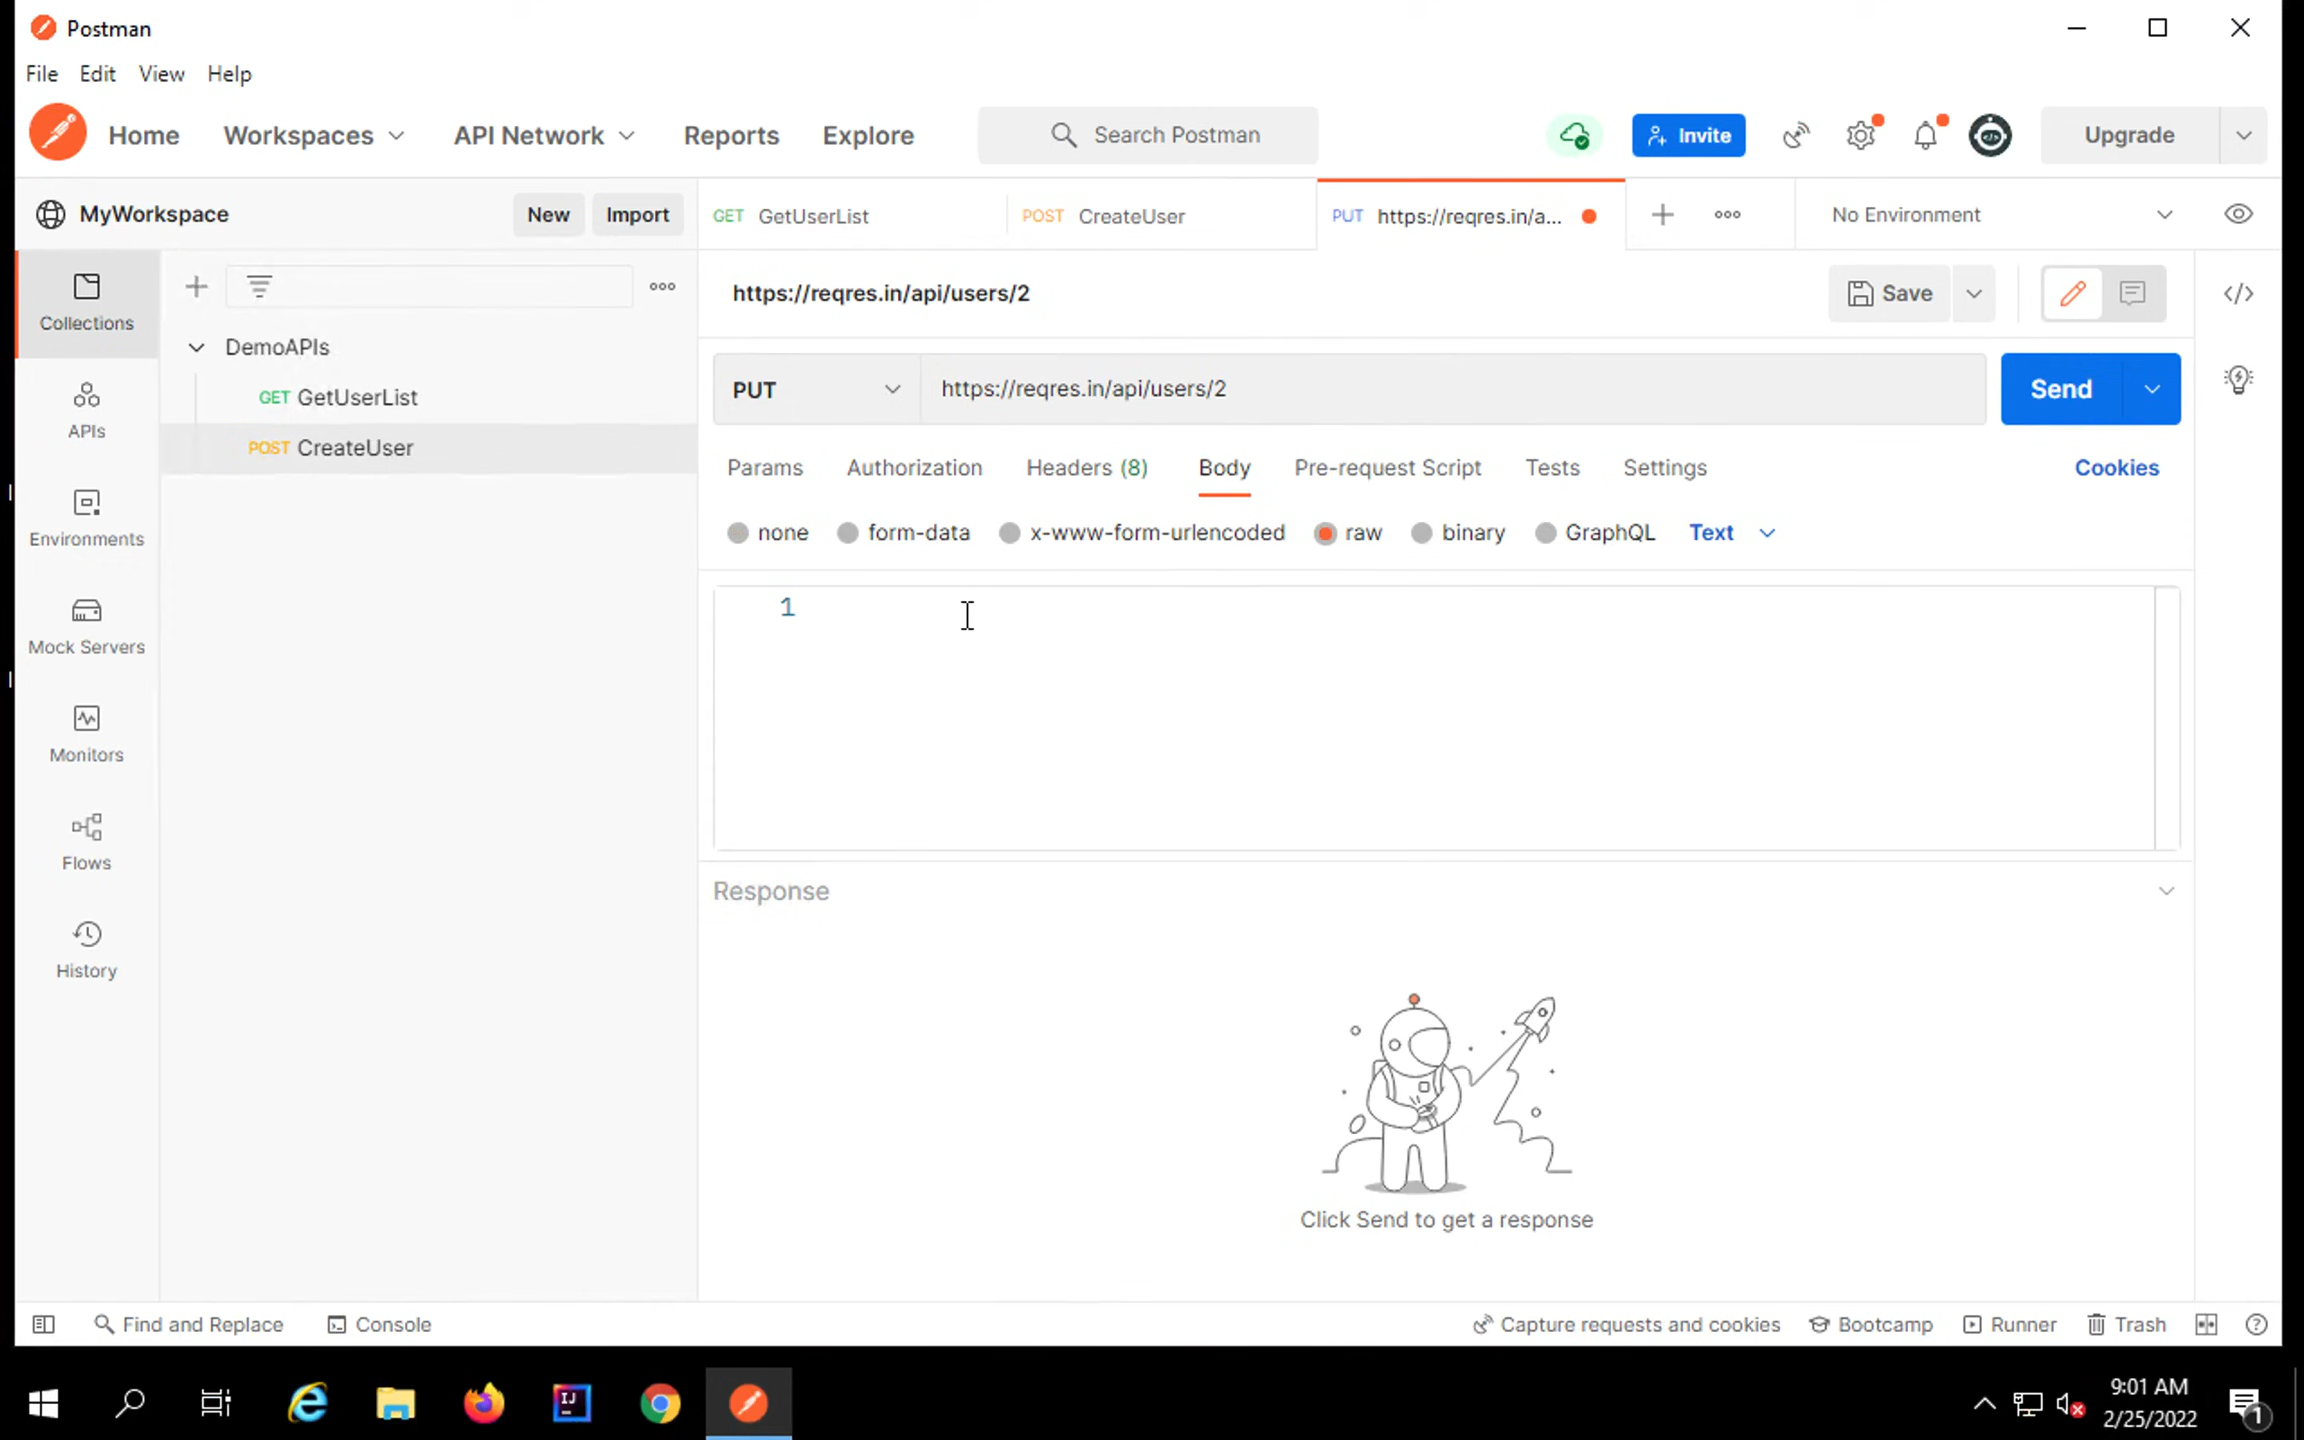 Postman
File Edit View Help
Home Workspaces API Network Reports Explore Search Postman Invite Upgrade
MyWorkspace New Import GET GetUserList POST CreateUser PUT https://reqres.in/a... No Environment
Collections
APIs
Environments
Mock Servers
Monitors
Flows
History
DemoAPIs
GET GetUserList
POST CreateUser
https://reqres.in/api/users/2 Save
PUT https://reqres.in/api/users/2 Send
Params Authorization Headers (8) Body Pre-request Script Tests Settings Cookies
none form-data x-www-form-urlencoded raw binary GraphQL Text
1
Response
Click Send to get a response
Find and Replace Console Capture requests and cookies Bootcamp Runner Trash
9:01 AM
2/25/2022
1